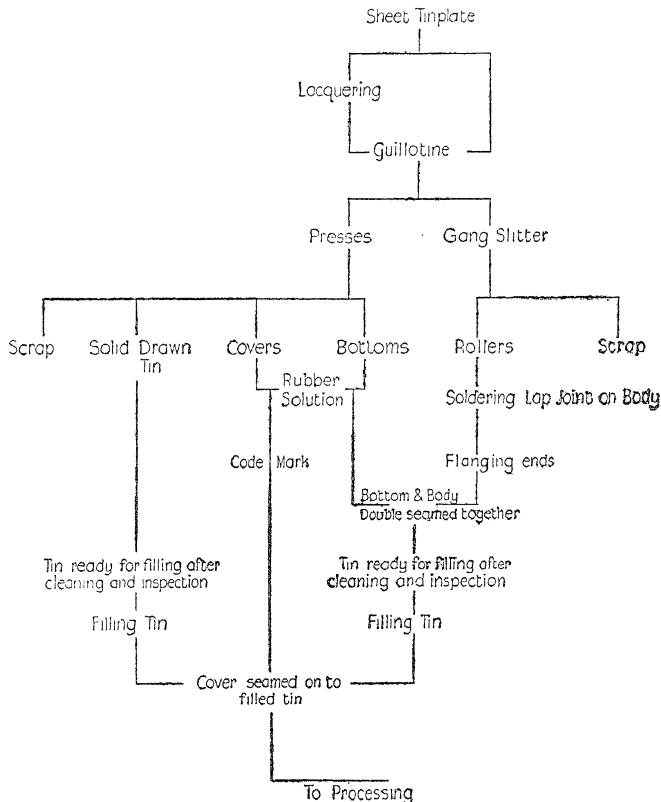 Sheet Tinplate
Lacquering
Guillotine
Presses
Gang Slitter
Scrap
Solid Drawn
Tin
Covers
Bottoms
Rollers
Scrap
Rubber
Solution
Soldering Lap Joint on Body
Code Mark
Flanging ends
Bottom & Body
Double seamed together
Tin ready for filling after
cleaning and inspection
Tin ready for filling after
cleaning and inspection
Filling Tin
Filling Tin
Cover seamed on to
filled tin
To Processing